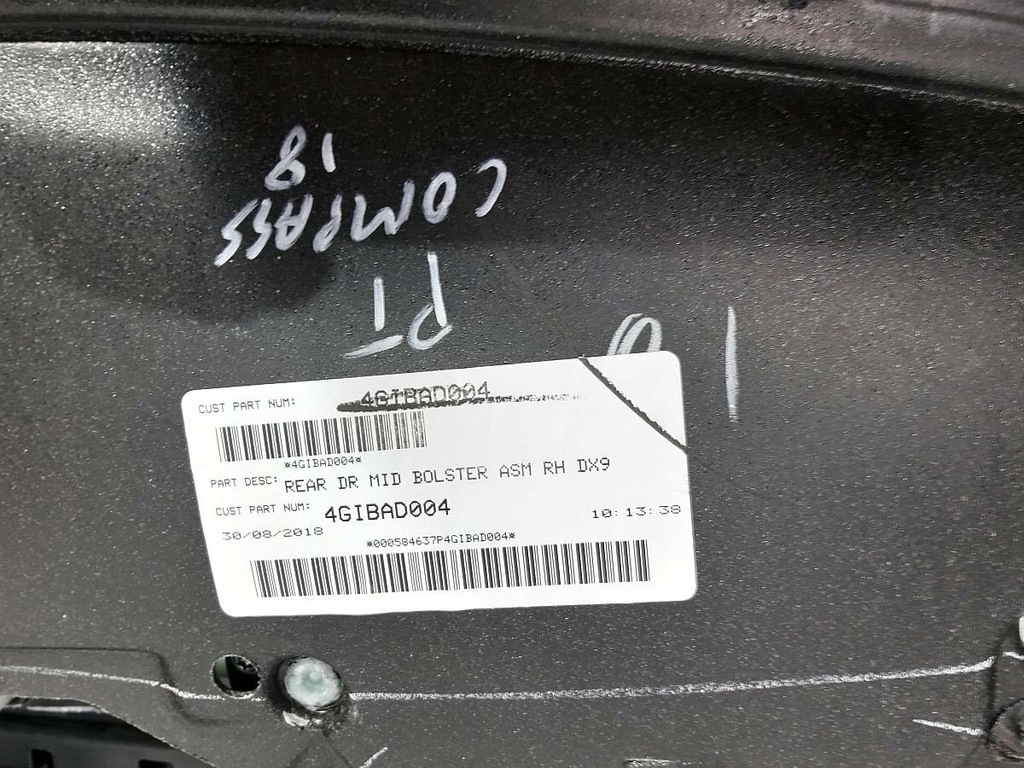 PT
COMPASS
18
CUST PART NUM: 4GIBAD004
*4GIBAD004*
PART DESC: REAR DR MID BOLSTER ASM RH DX9
CUST PART NUM: 4GIBAD004
30/08/2018 10:13:38
*000584637P4GIBAD004*